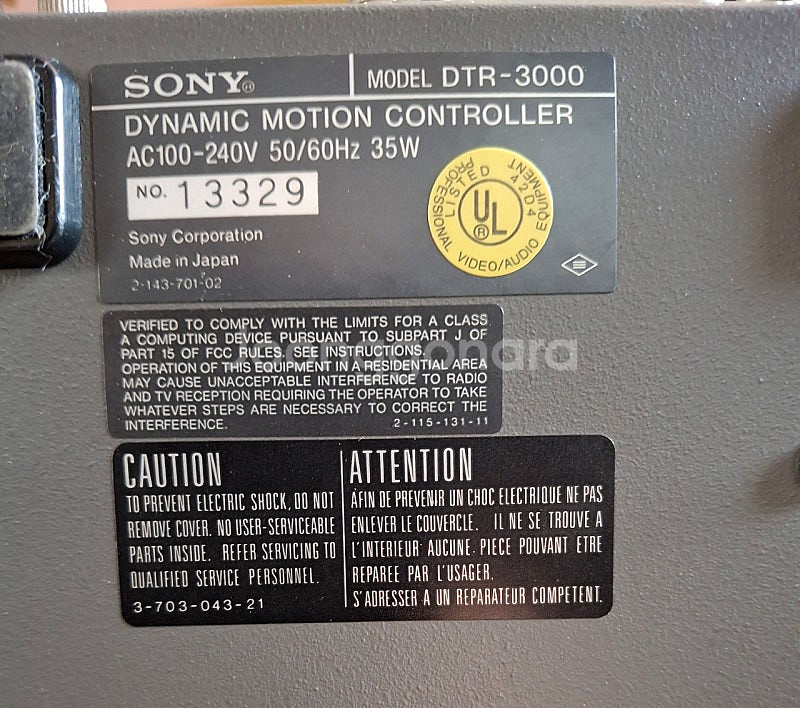 SONY®
MODEL DTR-3000
DYNAMIC MOTION CONTROLLER
AC100-240V 50/60Hz 35W
NO. 13329
Sony Corporation
Made in Japan
2-143-701-02
LISTED 42D4
UL®
PROFESSIONAL VIDEO/AUDIO EQUIPMENT
VERIFIED TO COMPLY WITH THE LIMITS FOR A CLASS
A COMPUTING DEVICE PURSUANT TO SUBPART J OF
PART 15 OF FCC RULES. SEE INSTRUCTIONS.
OPERATION OF THIS EQUIPMENT IN A RESIDENTIAL AREA
MAY CAUSE UNACCEPTABLE INTERFERENCE TO RADIO
AND TV RECEPTION REQUIRING THE OPERATOR TO TAKE
WHATEVER STEPS ARE NECESSARY TO CORRECT THE
INTERFERENCE. 2-115-131-11
CAUTION
TO PREVENT ELECTRIC SHOCK, DO NOT
REMOVE COVER. NO USER-SERVICEABLE
PARTS INSIDE. REFER SERVICING TO
QUALIFIED SERVICE PERSONNEL.
3-703-043-21
ATTENTION
AFIN DE PREVENIR UN CHOC ELECTRIQUE NE PAS
ENLEVER LE COUVERCLE. IL NE SE TROUVE A
L'INTERIEUR AUCUNE PIECE POUVANT ETRE
REPAREE PAR L'USAGER.
S'ADRESSER A UN REPARATEUR COMPETENT.